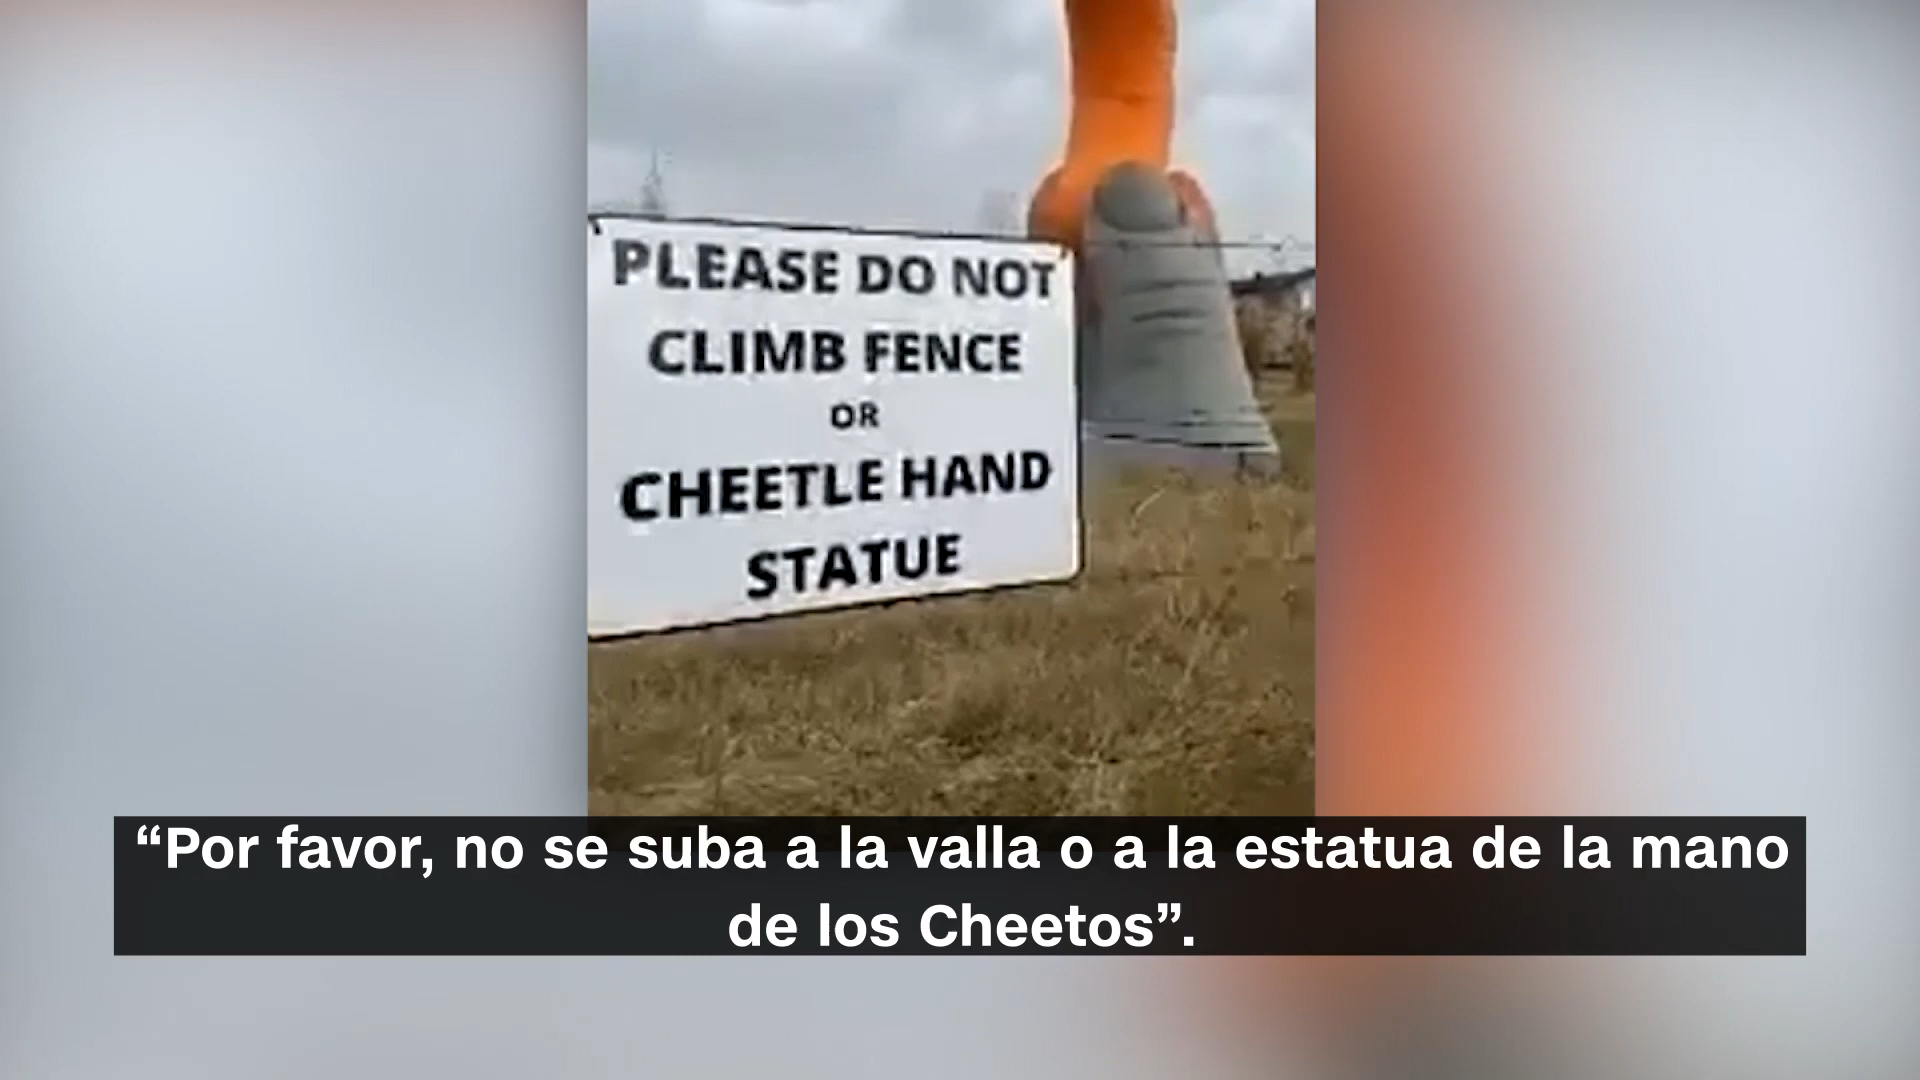 PLEASE DO NOT
CLIMB FENCE
OR
CHEETLE HAND
STATUE
“Por favor, no se suba a la valla o a la estatua de la mano
de los Cheetos”.